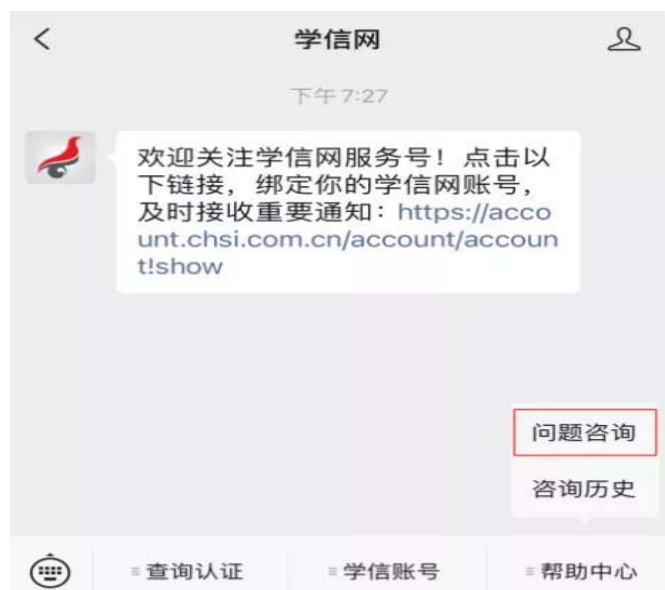 学信网
下午 7:27
欢迎关注学信网服务号！点击以
下链接，绑定你的学信网账号，
及时接收重要通知：https://acco
unt.chsi.com.cn/account/accoun
t!show
问题咨询
咨询历史
查询认证
学信账号
帮助中心